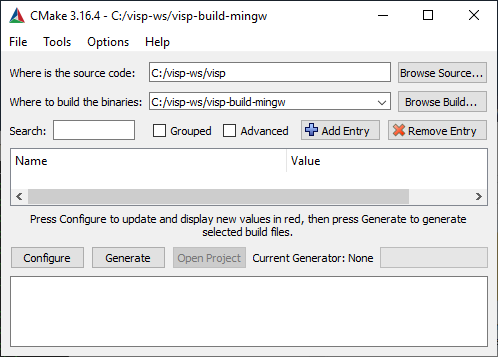 CMake 3.16.4 - C:/visp-ws/visp-build-mingw
File Tools Options Help
Where is the source code: C:/visp-ws/visp Browse Source...
Where to build the binaries: C:/visp-ws/visp-build-mingw Browse Build...
Search: Grouped Advanced Add Entry Remove Entry
Name Value
Press Configure to update and display new values in red, then press Generate to generate
selected build files.
Configure Generate Open Project Current Generator: None